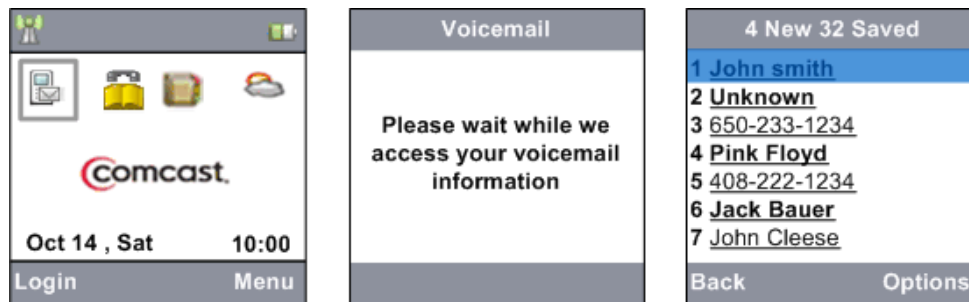 comcast.
Oct 14 , Sat 10:00
Login Menu
Voicemail
Please wait while we
access your voicemail
information
4 New 32 Saved
1 John smith
2 Unknown
3 650-233-1234
4 Pink Floyd
5 408-222-1234
6 Jack Bauer
7 John Cleese
Back Options